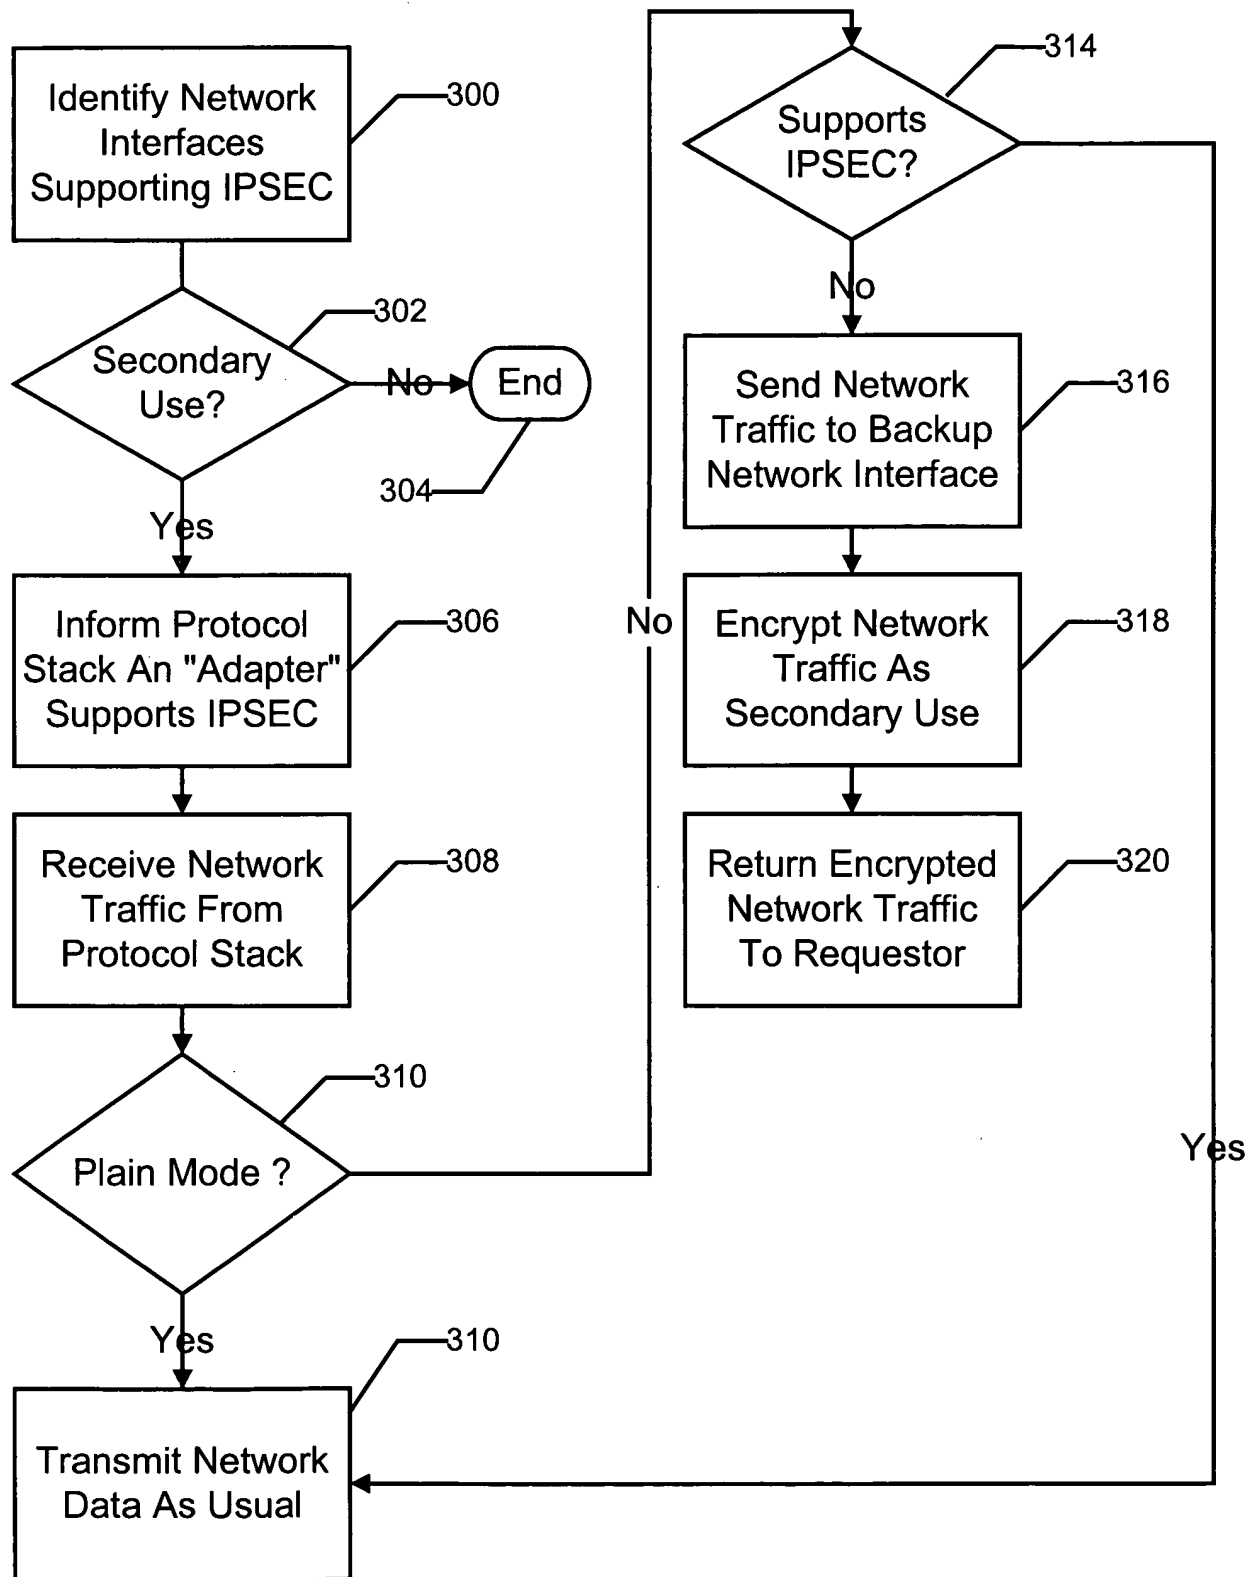 Identify Network
Interfaces
Supporting IPSEC
300
Secondary
Use?
302
No
End
304
Yes
Inform Protocol
Stack An "Adapter"
Supports IPSEC
306
Receive Network
Traffic From
Protocol Stack
308
Plain Mode ?
310
No
Yes
Transmit Network
Data As Usual
310
Supports
IPSEC?
314
No
Send Network
Traffic to Backup
Network Interface
316
Encrypt Network
Traffic As
Secondary Use
318
Return Encrypted
Network Traffic
To Requestor
320
Yes